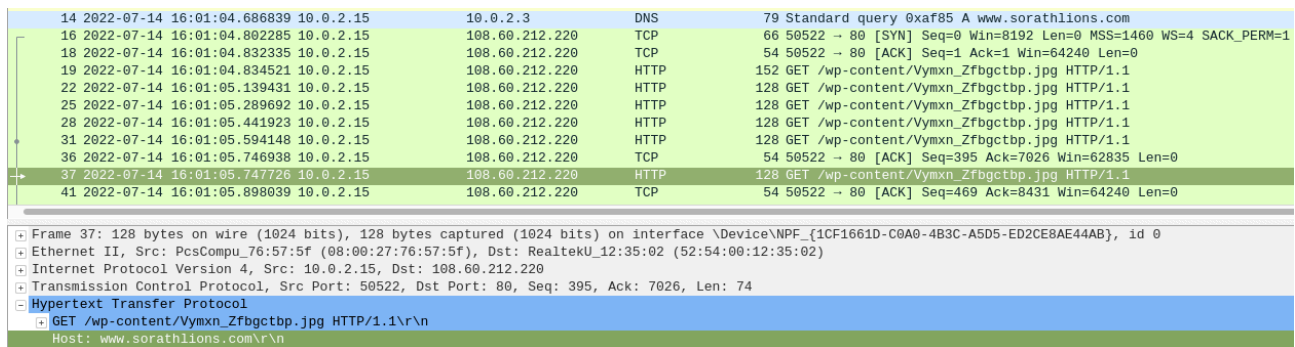 14 2022-07-14 16:01:04.686839 10.0.2.15 10.0.2.3 DNS 79 Standard query 0xaf85 A www.sorathlions.com
16 2022-07-14 16:01:04.802285 10.0.2.15 108.60.212.220 TCP 66 50522 → 80 [SYN] Seq=0 Win=8192 Len=0 MSS=1460 WS=4 SACK_PERM=1
18 2022-07-14 16:01:04.832335 10.0.2.15 108.60.212.220 TCP 54 50522 → 80 [ACK] Seq=1 Ack=1 Win=64240 Len=0
19 2022-07-14 16:01:04.834521 10.0.2.15 108.60.212.220 HTTP 152 GET /wp-content/Vymxn_Zfbgctbp.jpg HTTP/1.1
22 2022-07-14 16:01:05.139431 10.0.2.15 108.60.212.220 HTTP 128 GET /wp-content/Vymxn_Zfbgctbp.jpg HTTP/1.1
25 2022-07-14 16:01:05.289692 10.0.2.15 108.60.212.220 HTTP 128 GET /wp-content/Vymxn_Zfbgctbp.jpg HTTP/1.1
28 2022-07-14 16:01:05.441923 10.0.2.15 108.60.212.220 HTTP 128 GET /wp-content/Vymxn_Zfbgctbp.jpg HTTP/1.1
31 2022-07-14 16:01:05.594148 10.0.2.15 108.60.212.220 HTTP 128 GET /wp-content/Vymxn_Zfbgctbp.jpg HTTP/1.1
36 2022-07-14 16:01:05.746938 10.0.2.15 108.60.212.220 TCP 54 50522 → 80 [ACK] Seq=395 Ack=7026 Win=62835 Len=0
37 2022-07-14 16:01:05.747726 10.0.2.15 108.60.212.220 HTTP 128 GET /wp-content/Vymxn_Zfbgctbp.jpg HTTP/1.1
41 2022-07-14 16:01:05.898039 10.0.2.15 108.60.212.220 TCP 54 50522 → 80 [ACK] Seq=469 Ack=8431 Win=64240 Len=0
Frame 37: 128 bytes on wire (1024 bits), 128 bytes captured (1024 bits) on interface \Device\NPF_{1CF1661D-C0A0-4B3C-A5D5-ED2CE8AE44AB}, id 0
Ethernet II, Src: PcsCompu_76:57:5f (08:00:27:76:57:5f), Dst: RealtekU_12:35:02 (52:54:00:12:35:02)
Internet Protocol Version 4, Src: 10.0.2.15, Dst: 108.60.212.220
Transmission Control Protocol, Src Port: 50522, Dst Port: 80, Seq: 395, Ack: 7026, Len: 74
Hypertext Transfer Protocol
GET /wp-content/Vymxn_Zfbgctbp.jpg HTTP/1.1\r\n
Host: www.sorathlions.com\r\n